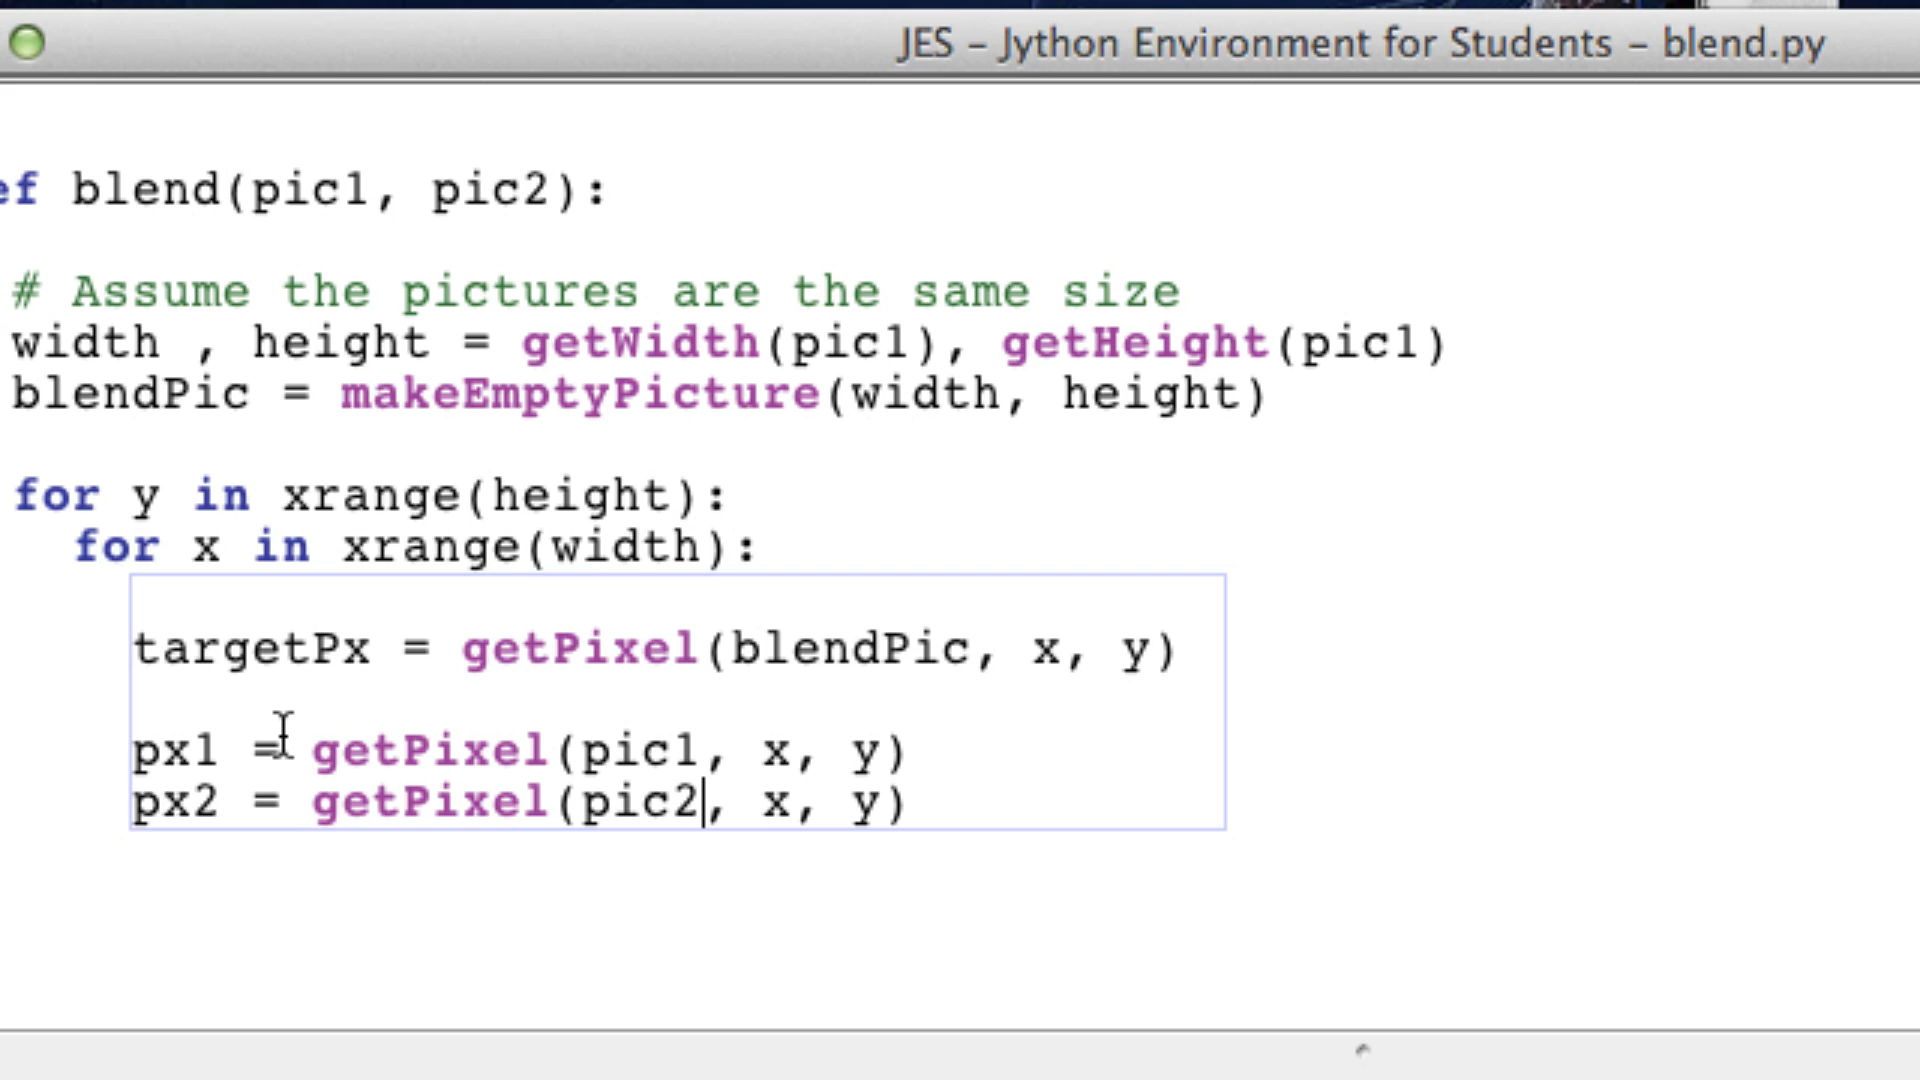 JES – Jython Environment for Students – blend.py
ef blend(pic1, pic2):
# Assume the pictures are the same size
width , height = getWidth(pic1), getHeight(pic1)
blendPic = makeEmptyPicture(width, height)
for y in xrange(height):
for x in xrange(width):
targetPx = getPixel(blendPic, x, y)
px1 = getPixel(pic1, x, y)
px2 = getPixel(pic2, x, y)